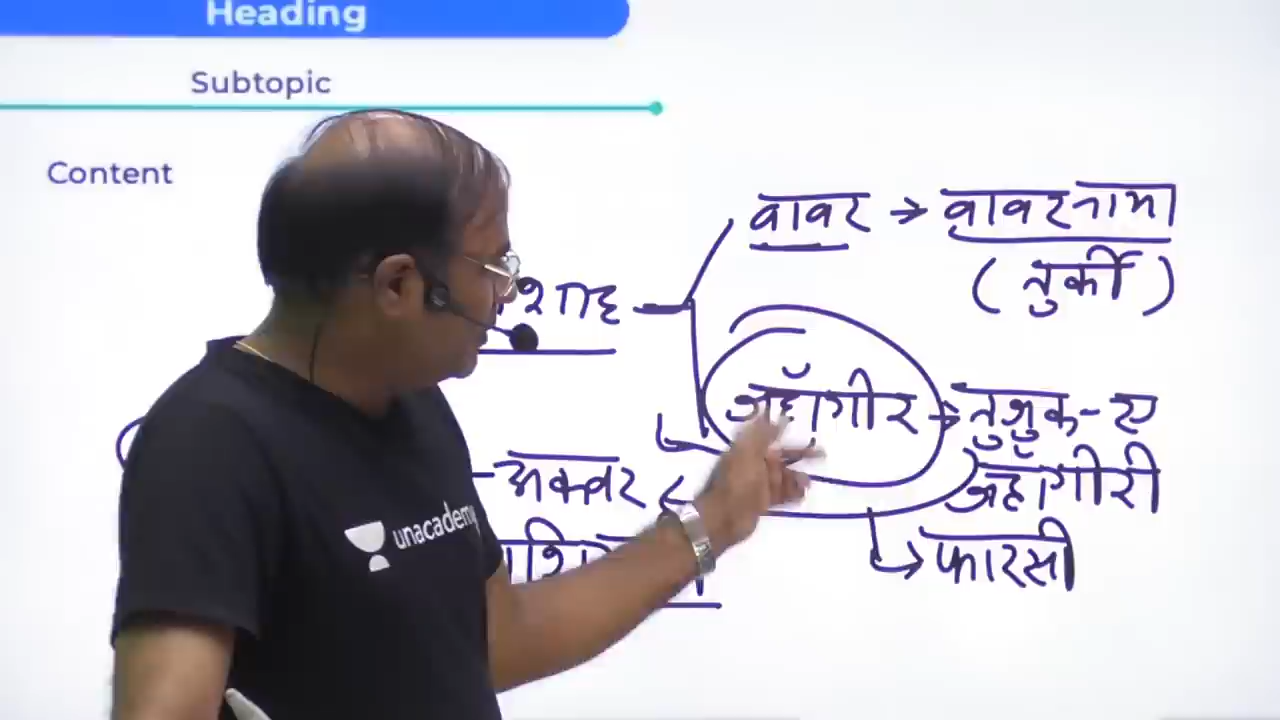 Heading
Subtopic
Content
बाबर → बाबरनामा
(तुर्की)
जहाँगीर → तुजुक-ए
जहाँगीरी
अकबर
फारसी
unacademy